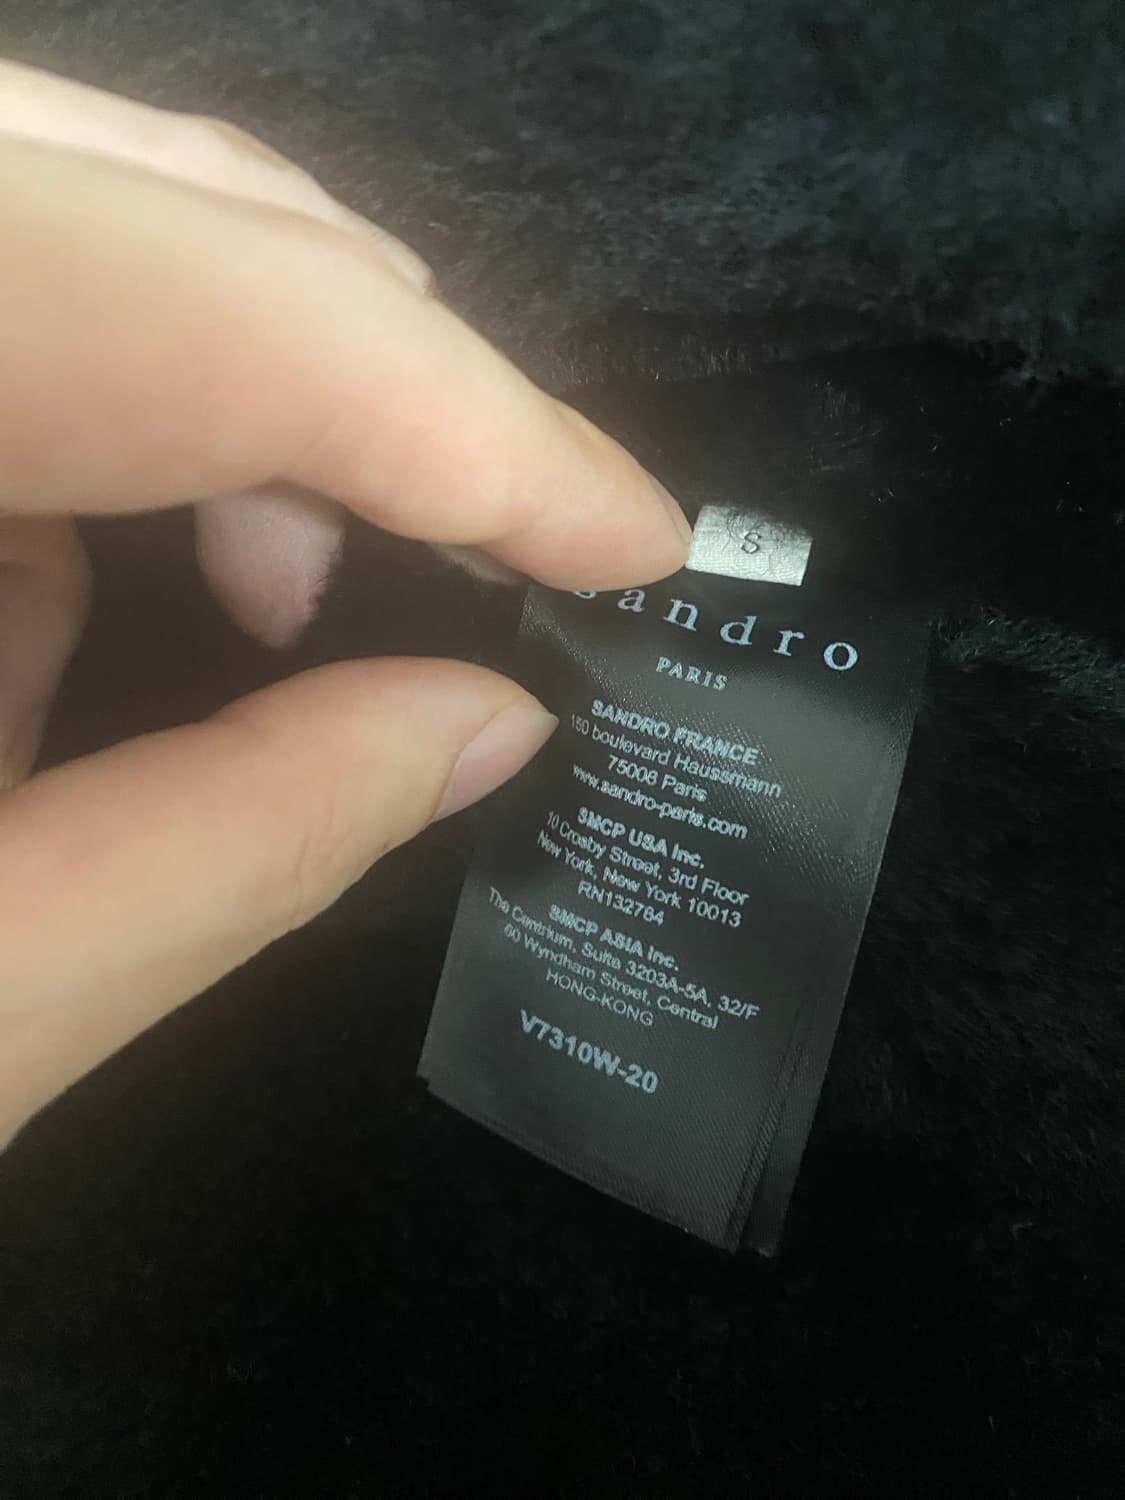 S
sandro
PARIS
SANDRO FRANCE
150 boulevard Haussmann
75008 Paris
www.sandro-paris.com
SMCP USA Inc.
10 Crosby Street, 3rd Floor
New York, New York 10013
RN132784
SMCP ASIA Inc.
The Centrium, Suite 3203A-5A, 32/F
60 Wyndham Street, Central
HONG-KONG
V7310W-20